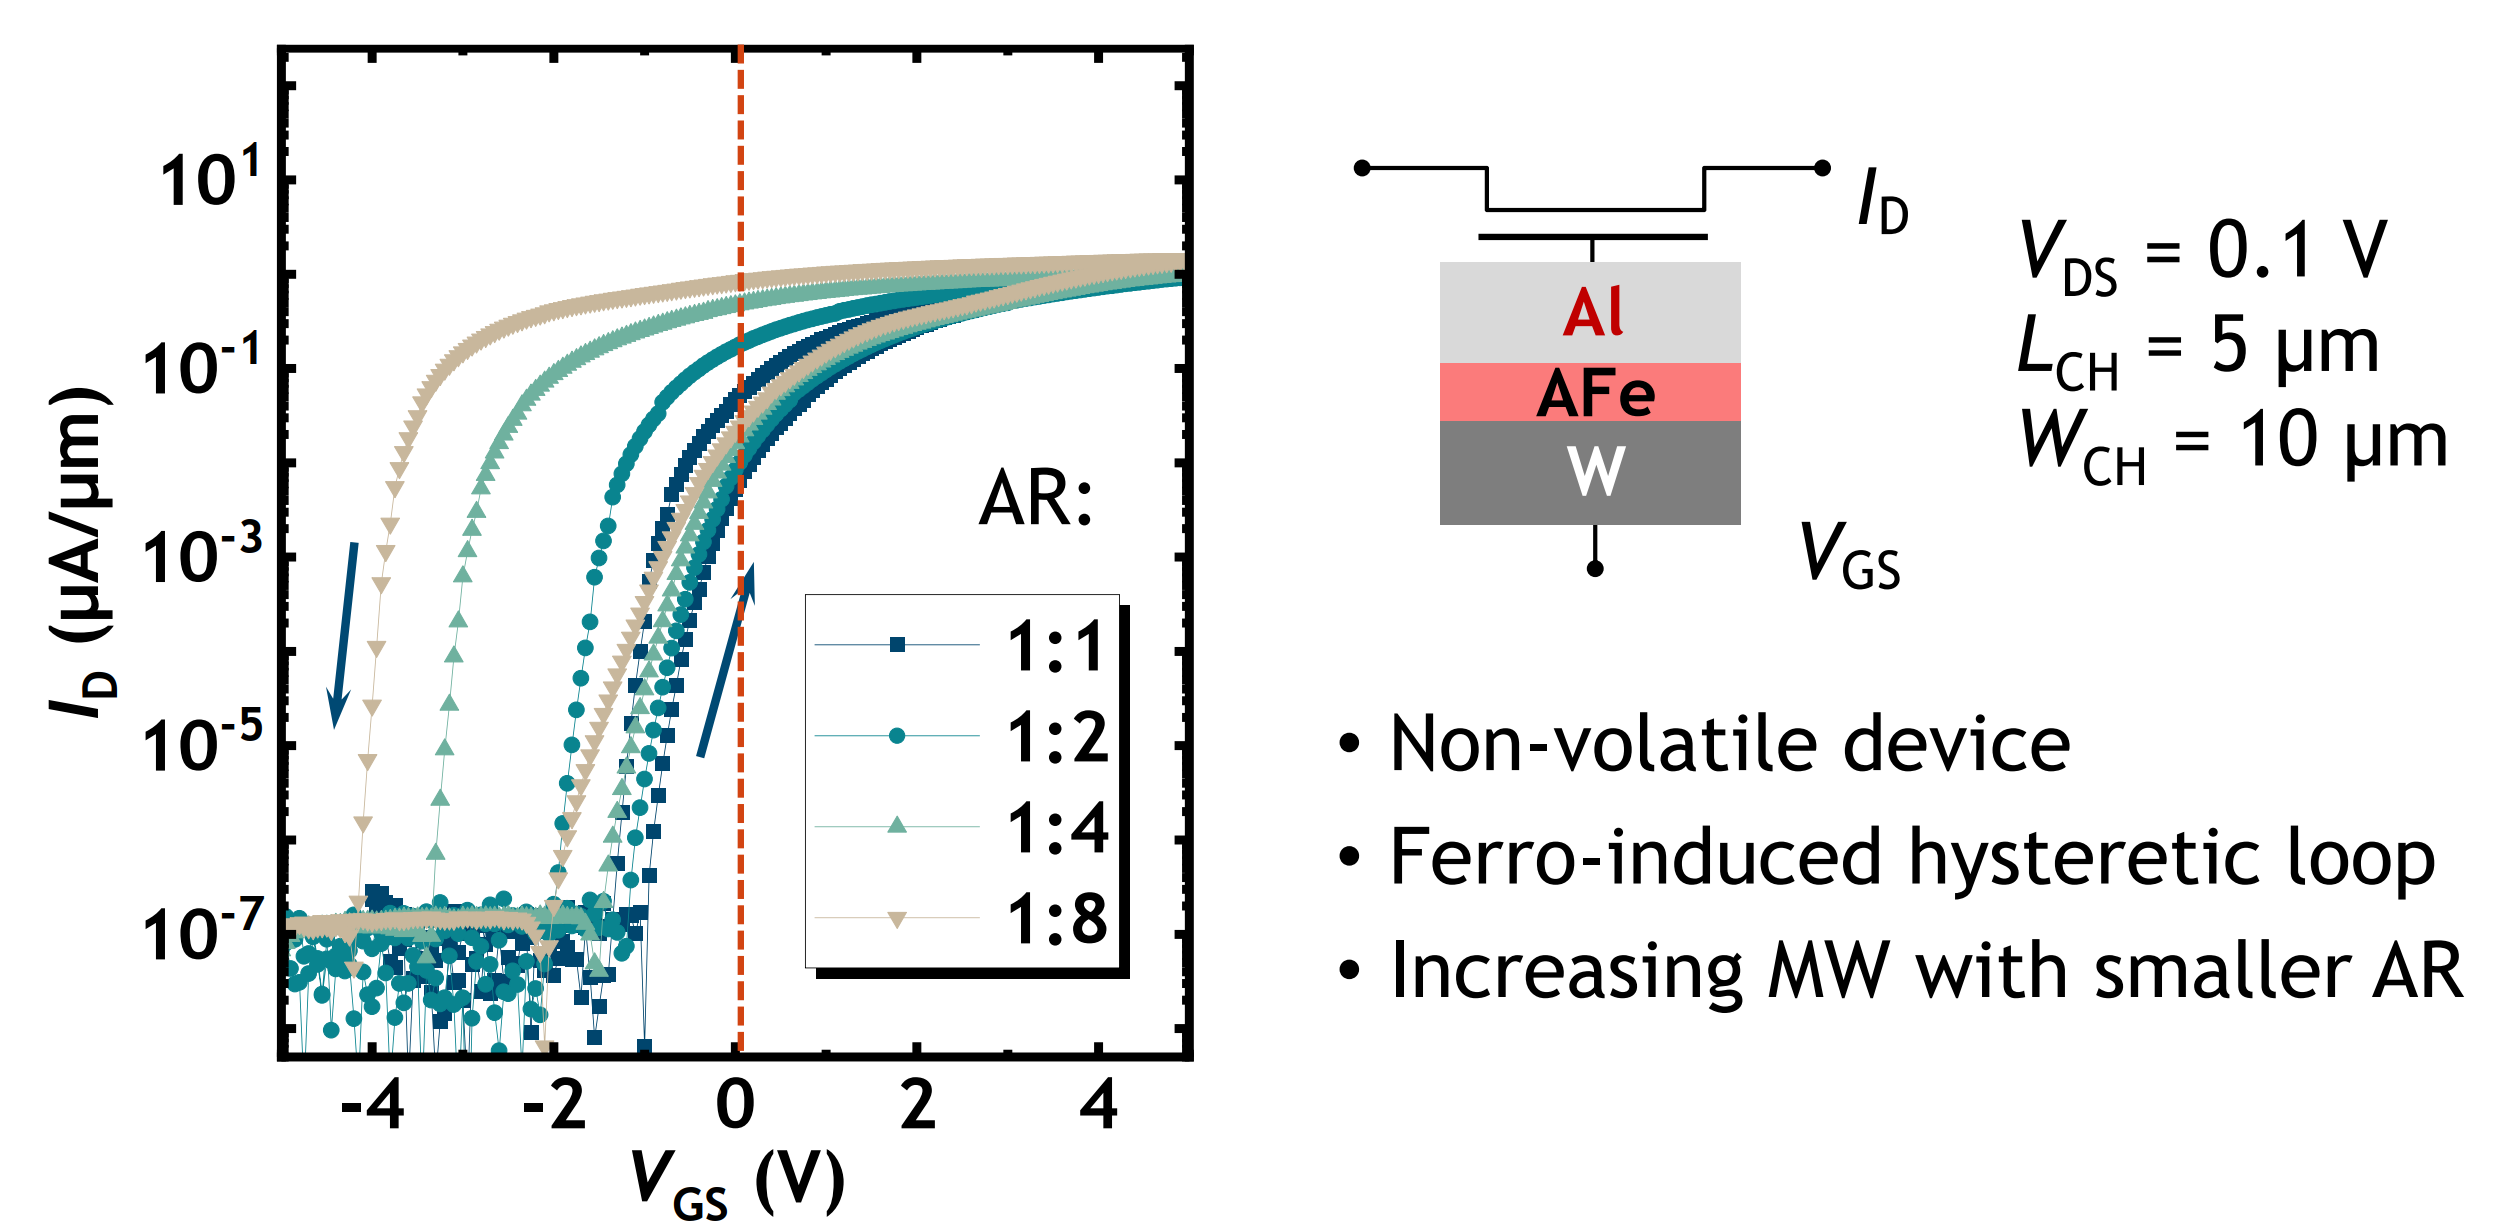 10¹
10⁻¹
10⁻³
10⁻⁵
10⁻⁷
I_D (µA/µm)
-4 -2 0 2 4
V_GS (V)
AR:
1:1
1:2
1:4
1:8
I_D
Al
AFe
W
V_GS
V_DS = 0.1 V
L_CH = 5 µm
W_CH = 10 µm
• Non-volatile device
• Ferro-induced hysteretic loop
• Increasing MW with smaller AR